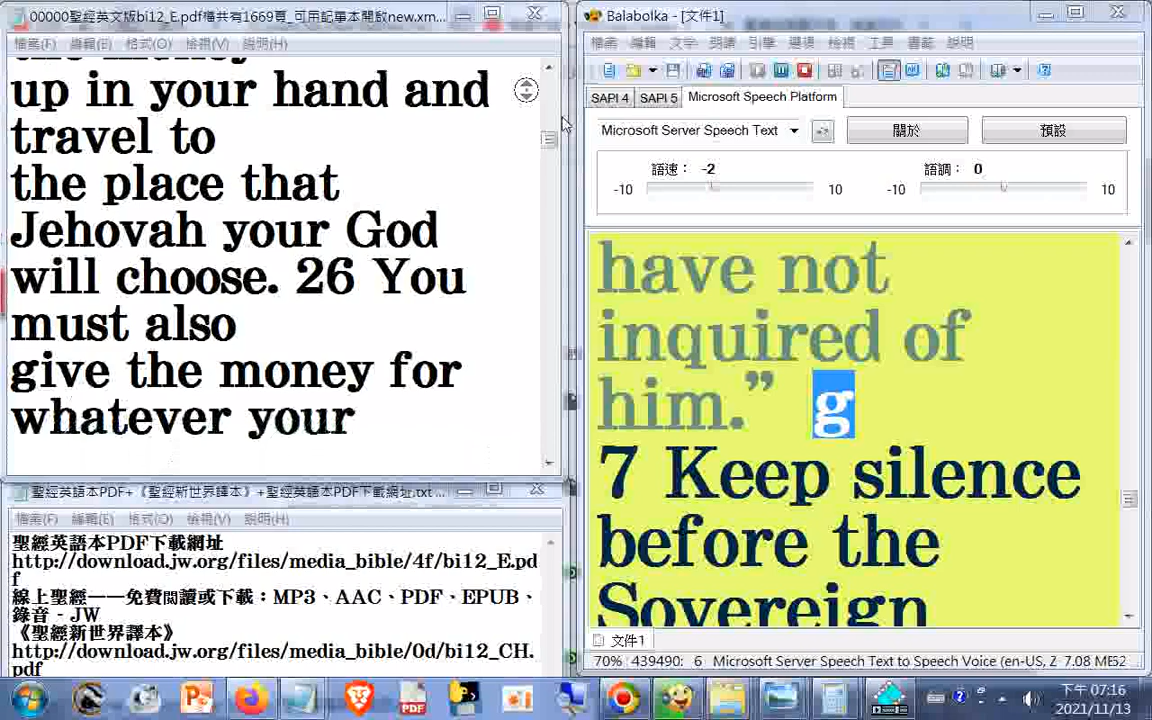 00000聖經英文版bi12_E.pdf檔共有1669頁_可用記事本開啟new.xm...
檔案(F) 編輯(E) 格式(O) 檢視(V) 說明(H)
up in your hand and
travel to
the place that
Jehovah your God
will choose. 26 You
must also
give the money for
whatever your
聖經英語本PDF+《聖經新世界譯本》+聖經英語本PDF下載網址.txt ...
檔案(F) 編輯(E) 格式(O) 檢視(V) 說明(H)
聖經英語本PDF下載網址
http://download.jw.org/files/media_bible/4f/bi12_E.pd
f
線上聖經——免費閱讀或下載：MP3、AAC、PDF、EPUB、
錄音 - JW
《聖經新世界譯本》
http://download.jw.org/files/media_bible/0d/bi12_CH.
pdf
Balabolka - [文件1]
檔案 編輯 文字 朗讀 引擎 選項 檢視 工具 書籤 說明
SAPI 4 SAPI 5 Microsoft Speech Platform
Microsoft Server Speech Text 關於 預設
語速： -2 語調： 0
-10 10 -10 10
have not
inquired of
him.” g
7 Keep silence
before the
Sovereign
文件1
70% 439490: 6 Microsoft Server Speech Text to Speech Voice (en-US, Z 7.08 ME52
PDF
下午 07:16
2021/11/13